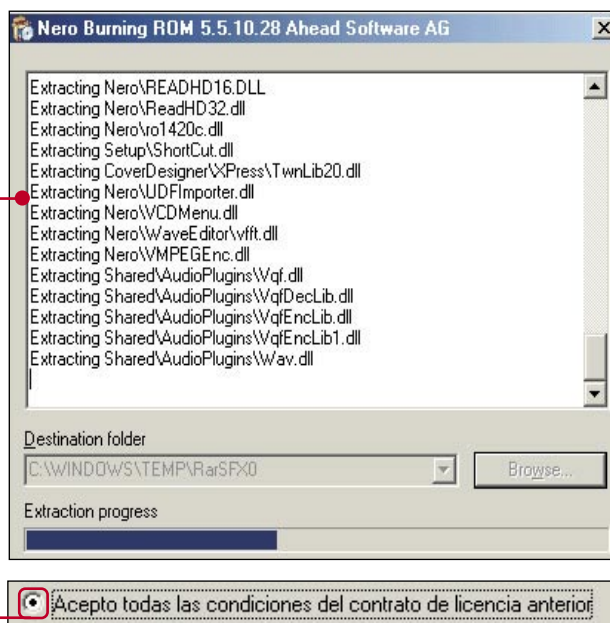 Nero Burning ROM 5.5.10.28 Ahead Software AG
Extracting Nero\READHD16.DLL
Extracting Nero\ReadHD32.dll
Extracting Nero\ro1420c.dll
Extracting Setup\ShortCut.dll
Extracting CoverDesigner\XPress\TwnLib20.dll
Extracting Nero\UDFImporter.dll
Extracting Nero\VCDMenu.dll
Extracting Nero\WaveEditor\vfft.dll
Extracting Nero\VMPEGEnc.dll
Extracting Shared\AudioPlugins\Vqf.dll
Extracting Shared\AudioPlugins\VqfDecLib.dll
Extracting Shared\AudioPlugins\VqfEncLib.dll
Extracting Shared\AudioPlugins\VqfEncLib1.dll
Extracting Shared\AudioPlugins\Wav.dll
Destination folder
C:\WINDOWS\TEMP\RarSFX0
Browse...
Extraction progress
Acepto todas las condiciones del contrato de licencia anterior